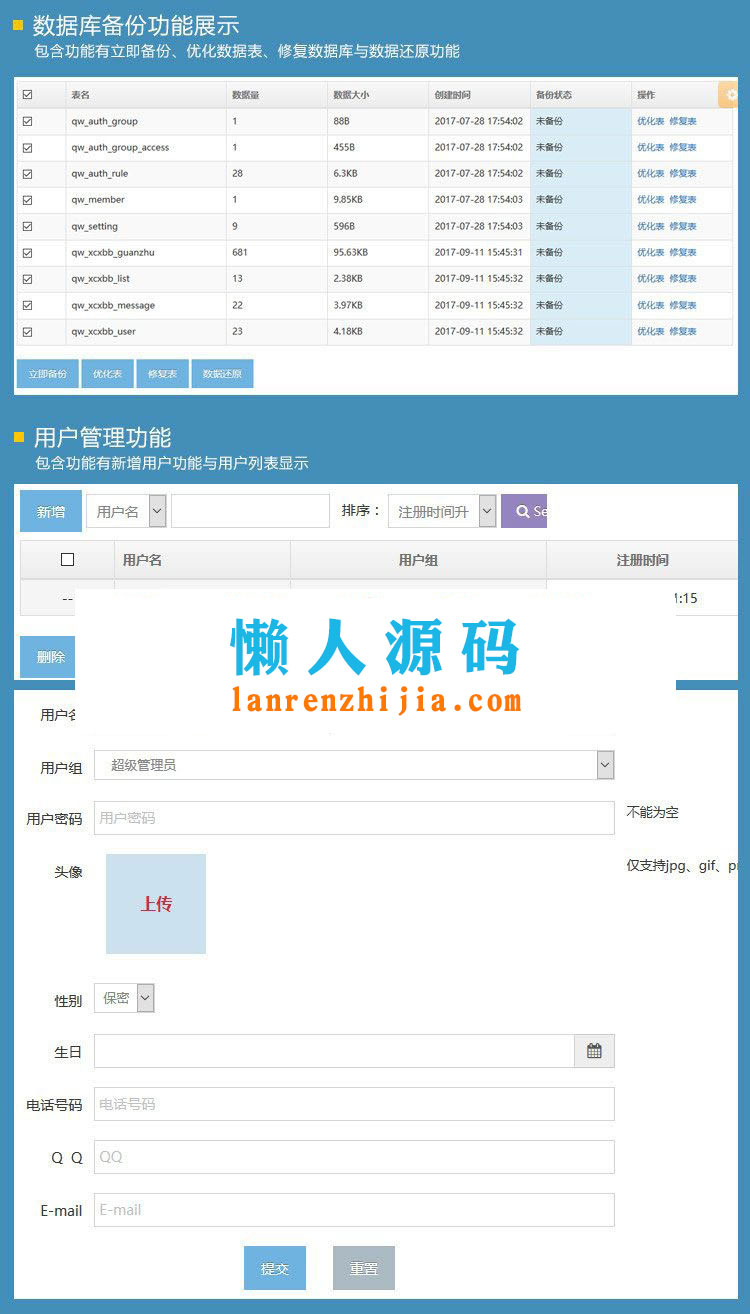 数据库备份功能展示
包含功能有立即备份、优化数据表、修复数据库与数据还原功能
表名 数据量 数据大小 创建时间 备份状态 操作
qw_auth_group 1 88B 2017-07-28 17:54:02 未备份 优化表 修复表
qw_auth_group_access 1 455B 2017-07-28 17:54:02 未备份 优化表 修复表
qw_auth_rule 28 6.3KB 2017-07-28 17:54:02 未备份 优化表 修复表
qw_member 1 9.85KB 2017-07-28 17:54:03 未备份 优化表 修复表
qw_setting 9 596B 2017-07-28 17:54:03 未备份 优化表 修复表
qw_xcxbb_guanzhu 681 95.63KB 2017-09-11 15:45:31 未备份 优化表 修复表
qw_xcxbb_list 13 2.38KB 2017-09-11 15:45:32 未备份 优化表 修复表
qw_xcxbb_message 22 3.97KB 2017-09-11 15:45:32 未备份 优化表 修复表
qw_xcxbb_user 23 4.18KB 2017-09-11 15:45:32 未备份 优化表 修复表
立即备份 优化表 修复表 数据还原
用户管理功能
包含功能有新增用户功能与用户列表显示
新增 用户名 排序： 注册时间升 Se
用户名 用户组 注册时间
-- 1:15
懒人源码
删除
lanrenzhijia.com
用户名
用户组 超级管理员
用户密码 用户密码 不能为空
头像 仅支持jpg、gif、p
上传
性别 保密
生日
电话号码 电话号码
Q Q QQ
E-mail E-mail
提交 重置